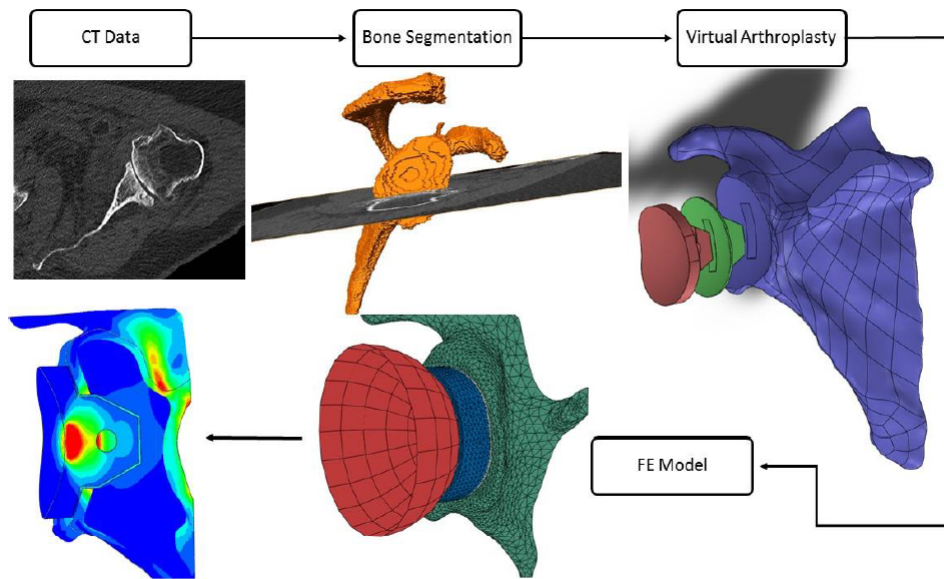 CT Data
Bone Segmentation
Virtual Arthroplasty
FE Model